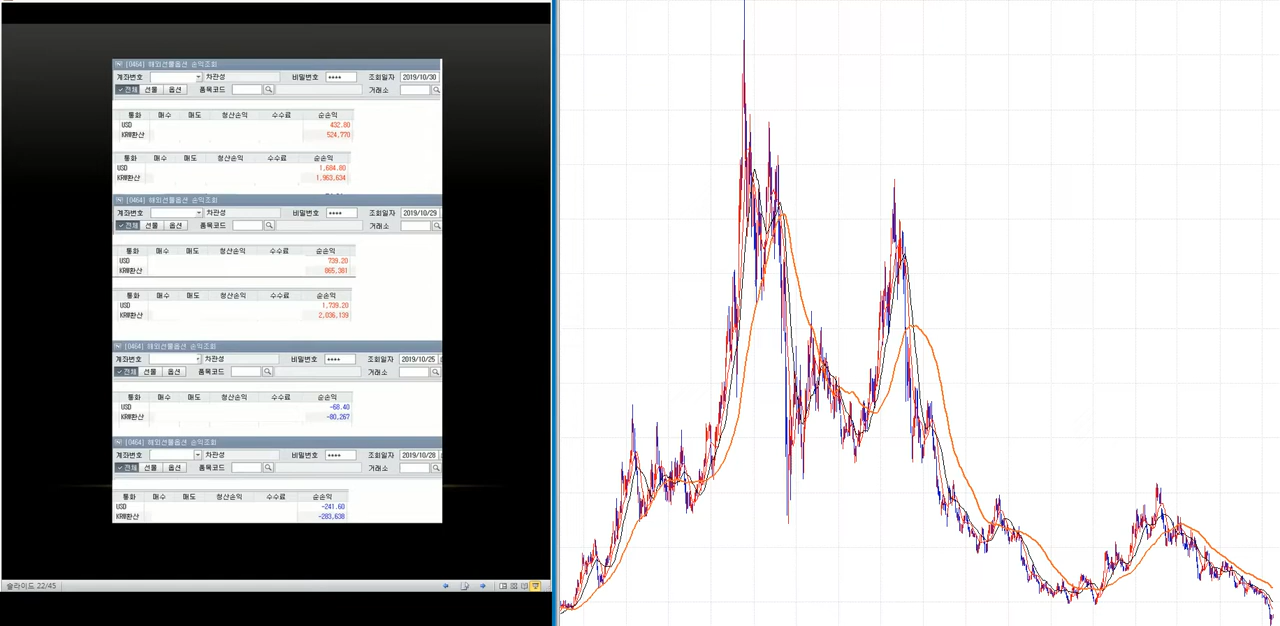 [0464] 해외선물옵션 손익조회
계좌번호 차판성 비밀번호 **** 조회일자 2019/10/30
전체 선물 옵션 품목코드 거래소
통화 매수 매도 청산손익 수수료 순손익
USD 432.80
KRW환산 524,770
통화 매수 매도 청산손익 수수료 순손익
USD 1,684.80
KRW환산 1,963,634
[0464] 해외선물옵션 손익조회
계좌번호 차판성 비밀번호 **** 조회일자 2019/10/29
전체 선물 옵션 품목코드 거래소
통화 매수 매도 청산손익 수수료 순손익
USD 739.20
KRW환산 865,381
통화 매수 매도 청산손익 수수료 순손익
USD 1,739.20
KRW환산 2,036,139
[0464] 해외선물옵션 손익조회
계좌번호 차판성 비밀번호 **** 조회일자 2019/10/25
전체 선물 옵션 품목코드 거래소
통화 매수 매도 청산손익 수수료 순손익
USD -68.40
KRW환산 -80,267
[0464] 해외선물옵션 손익조회
계좌번호 차판성 비밀번호 **** 조회일자 2019/10/28
전체 선물 옵션 품목코드 거래소
통화 매수 매도 청산손익 수수료 순손익
USD -241.60
KRW환산 -283,638
슬라이드 22/45